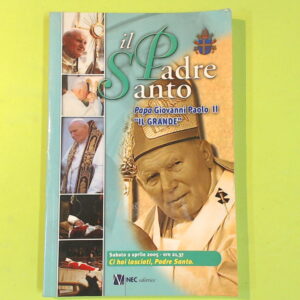 il
Padre
Santo
Papa Giovanni Paolo II
"IL GRANDE"
Sabato 2 aprile 2005 - ore 21,37
Ci hai lasciati, Padre Santo.
NEC editrice